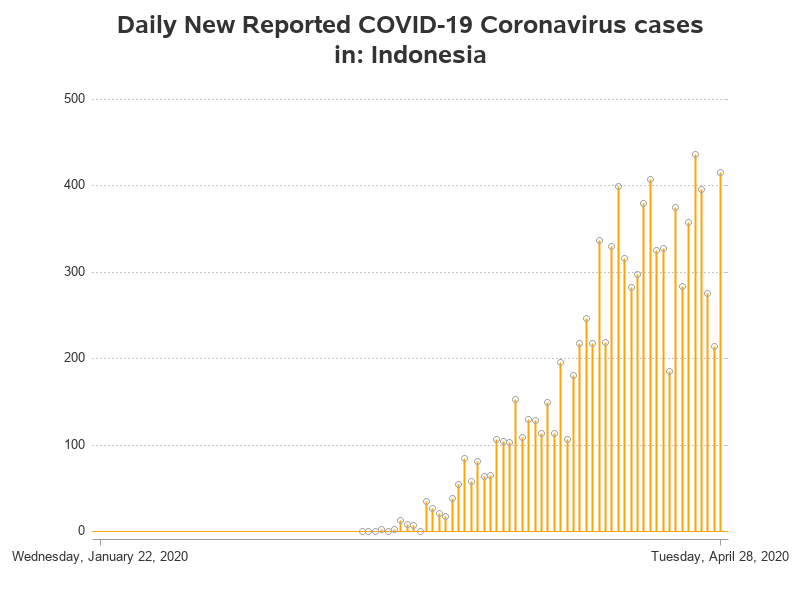 Daily New Reported COVID-19 Coronavirus cases
in: Indonesia
500
400
300
200
100
0
Wednesday, January 22, 2020
Tuesday, April 28, 2020